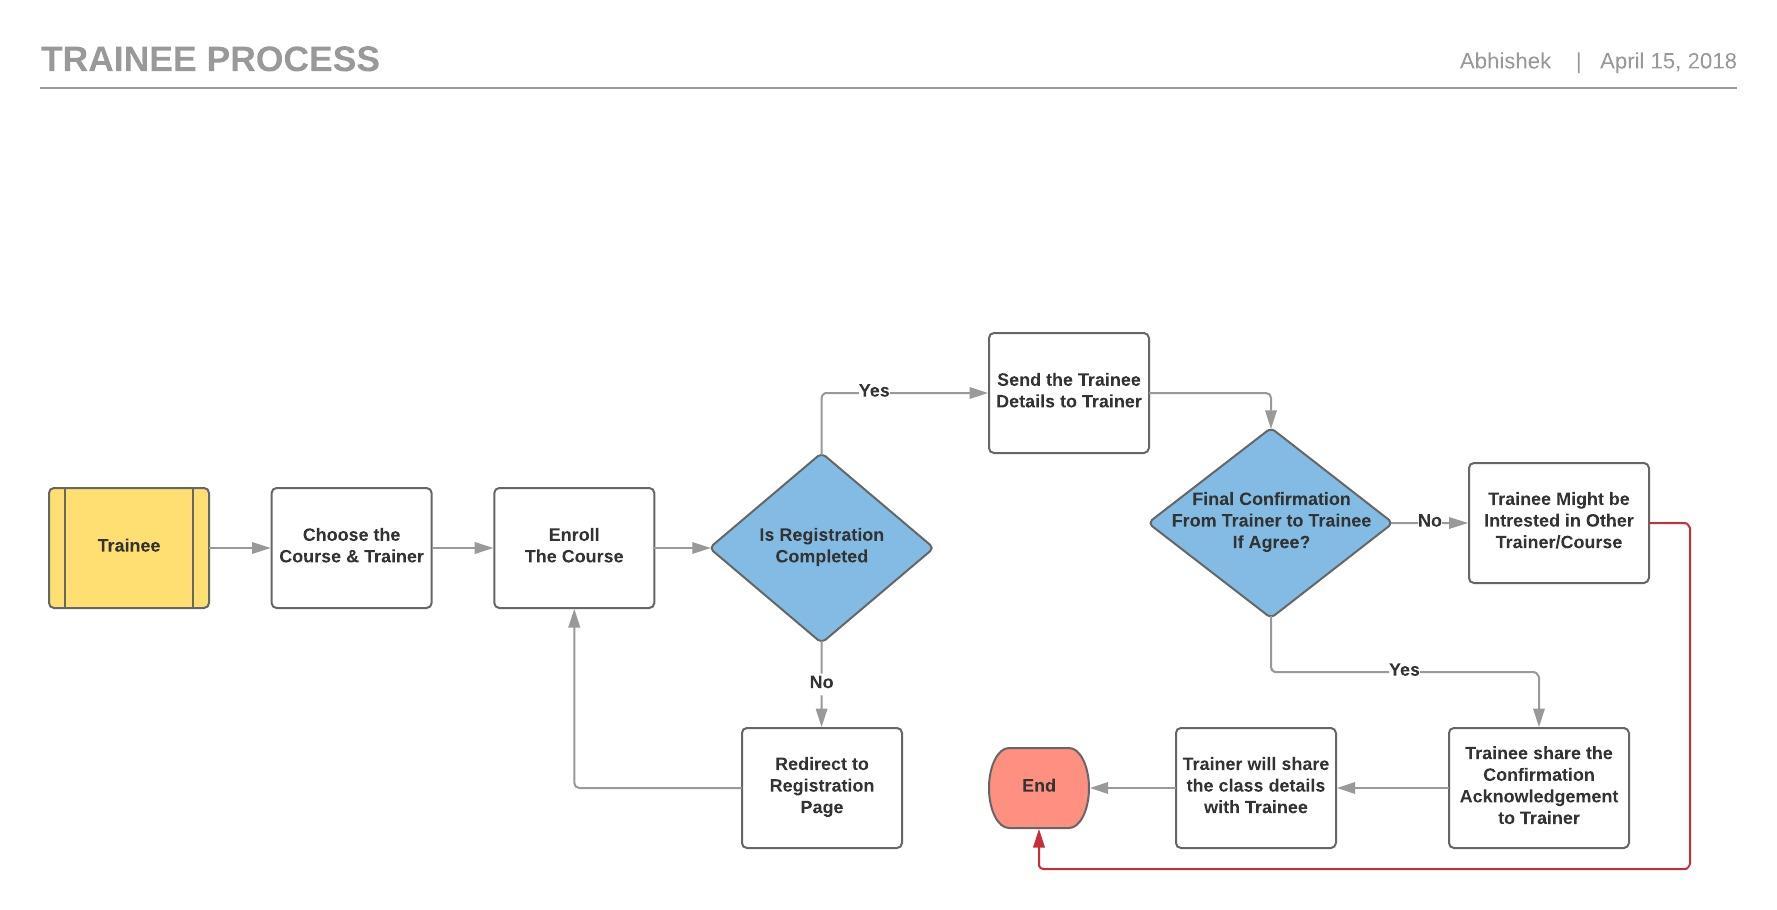 TRAINEE PROCESS
Abhishek | April 15, 2018
Trainee
Choose the
Course & Trainer
Enroll
The Course
Is Registration
Completed
Yes
No
Redirect to
Registration
Page
Send the Trainee
Details to Trainer
Final Confirmation
From Trainer to Trainee
If Agree?
No
Trainee Might be
Intrested in Other
Trainer/Course
Yes
Trainee share the
Confirmation
Acknowledgement
to Trainer
Trainer will share
the class details
with Trainee
End